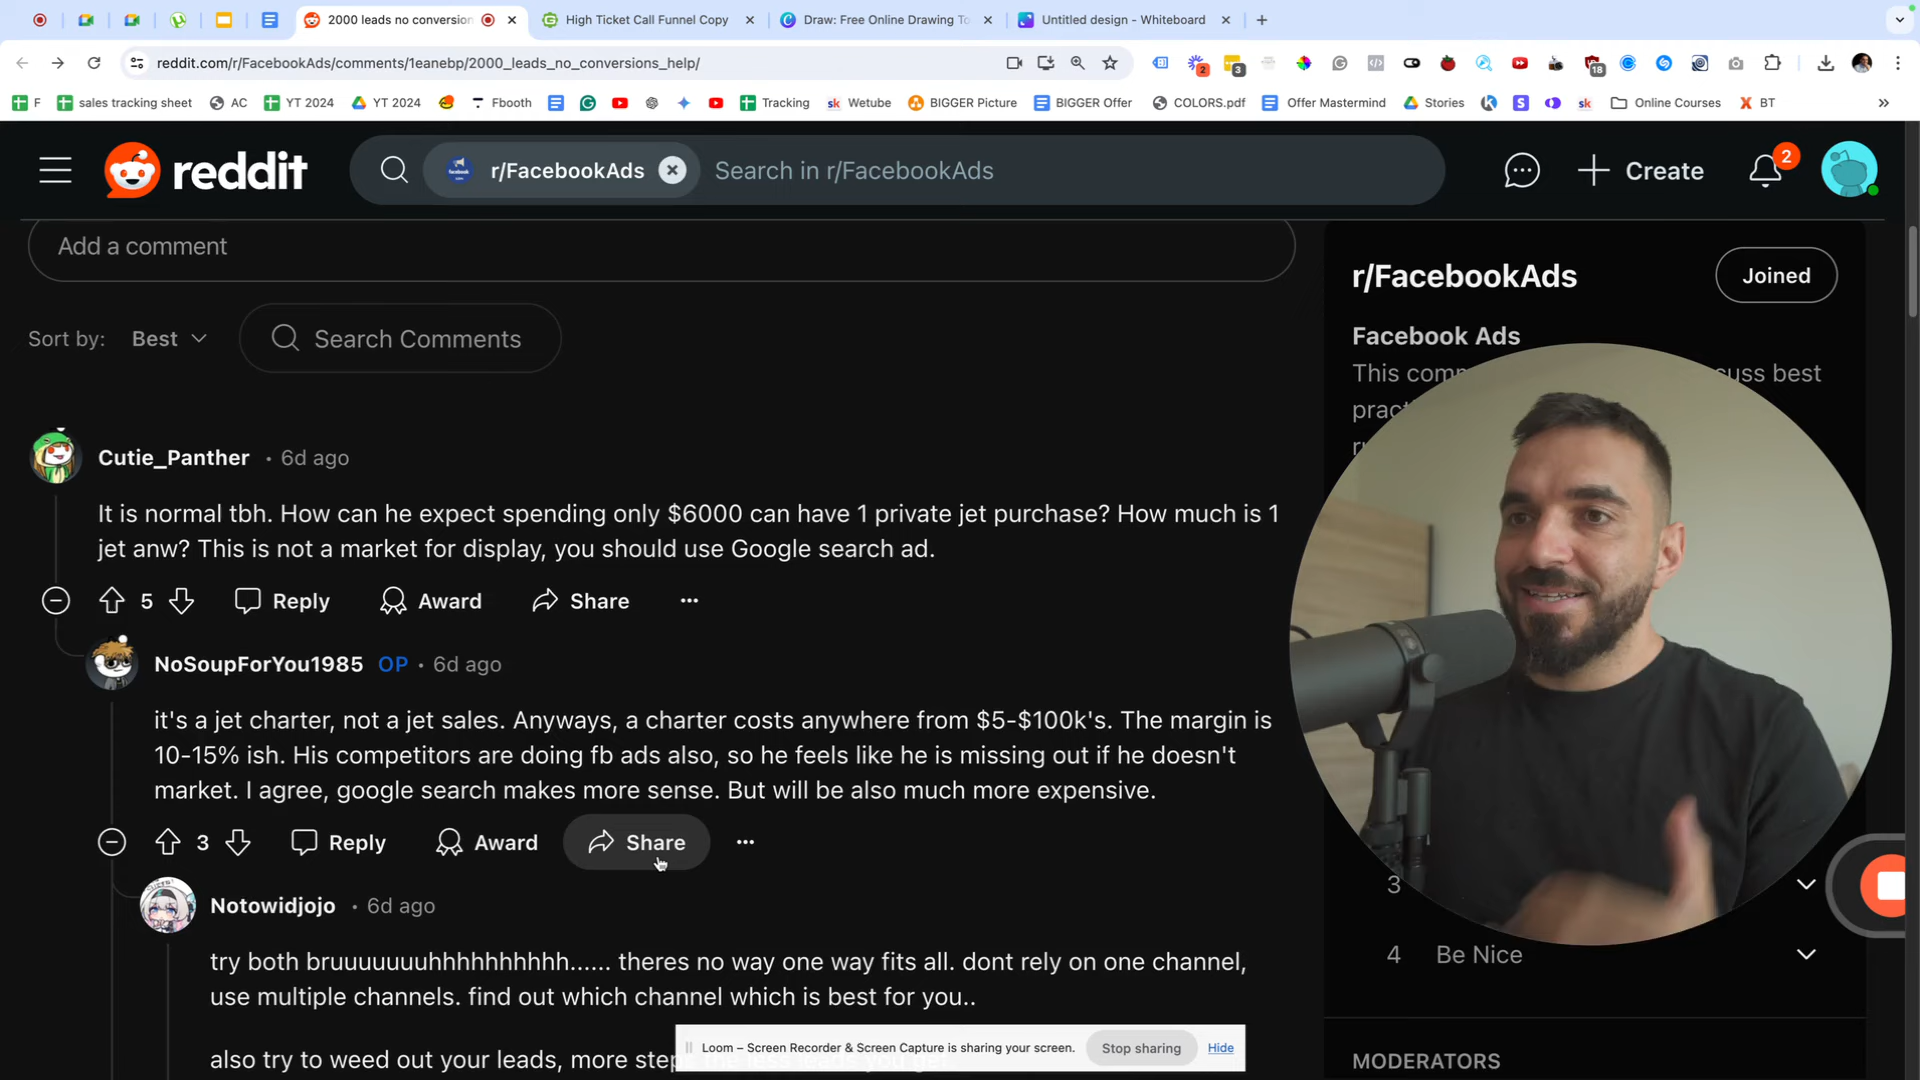 2000 leads no conversion
High Ticket Call Funnel Copy
Draw: Free Online Drawing To
Untitled design - Whiteboard
reddit.com/r/FacebookAds/comments/1eanebp/2000_leads_no_conversions_help/
2
3
18
F
sales tracking sheet
AC
YT 2024
YT 2024
Fbooth
Tracking
sk Wetube
BIGGER Picture
BIGGER Offer
COLORS.pdf
Offer Mastermind
Stories
sk
Online Courses
BT
reddit
r/FacebookAds
Search in r/FacebookAds
Create
2
Add a comment
Sort by: Best
Search Comments
r/FacebookAds
Joined
Facebook Ads
This com
uss best
pract
Cutie_Panther • 6d ago
It is normal tbh. How can he expect spending only $6000 can have 1 private jet purchase? How much is 1
jet anw? This is not a market for display, you should use Google search ad.
5 Reply Award Share ...
NoSoupForYou1985 OP • 6d ago
it's a jet charter, not a jet sales. Anyways, a charter costs anywhere from $5-$100k's. The margin is
10-15% ish. His competitors are doing fb ads also, so he feels like he is missing out if he doesn't
market. I agree, google search makes more sense. But will be also much more expensive.
3 Reply Award Share ...
3
Notowidjojo • 6d ago
4 Be Nice
try both bruuuuuuuhhhhhhhhhhh...... theres no way one way fits all. dont rely on one channel,
use multiple channels. find out which channel which is best for you..
also try to weed out your leads, more step
Loom – Screen Recorder & Screen Capture is sharing your screen. Stop sharing Hide
MODERATORS